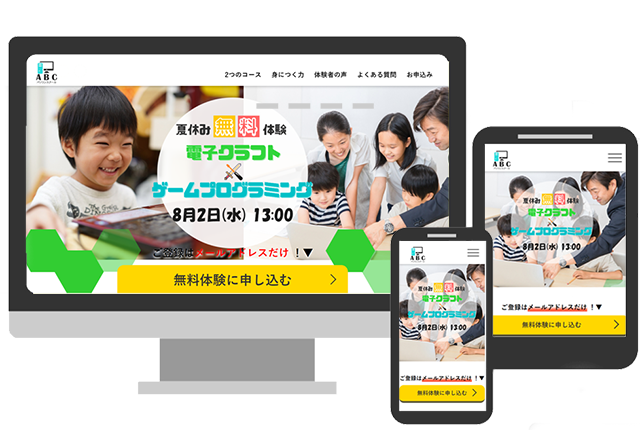 ABC
2つのコース 身につく力 体験者の声 よくある質問 お申込み
夏休み 無料 体験
電子クラフト
×
ゲームプログラミング
8月2日(水) 13:00
ご登録はメールアドレスだけ!▼
無料体験に申し込む
ABC
夏休み 無料 体験
電子クラフト
×
ゲームプログラミング
8月2日(水) 13:00
ご登録はメールアドレスだけ!▼
無料体験に申し込む
ABC
夏休み 無料 体験
電子クラフト
×
ゲームプログラミング
8月2日(水) 13:00
ご登録はメールアドレスだけ!▼
無料体験に申し込む